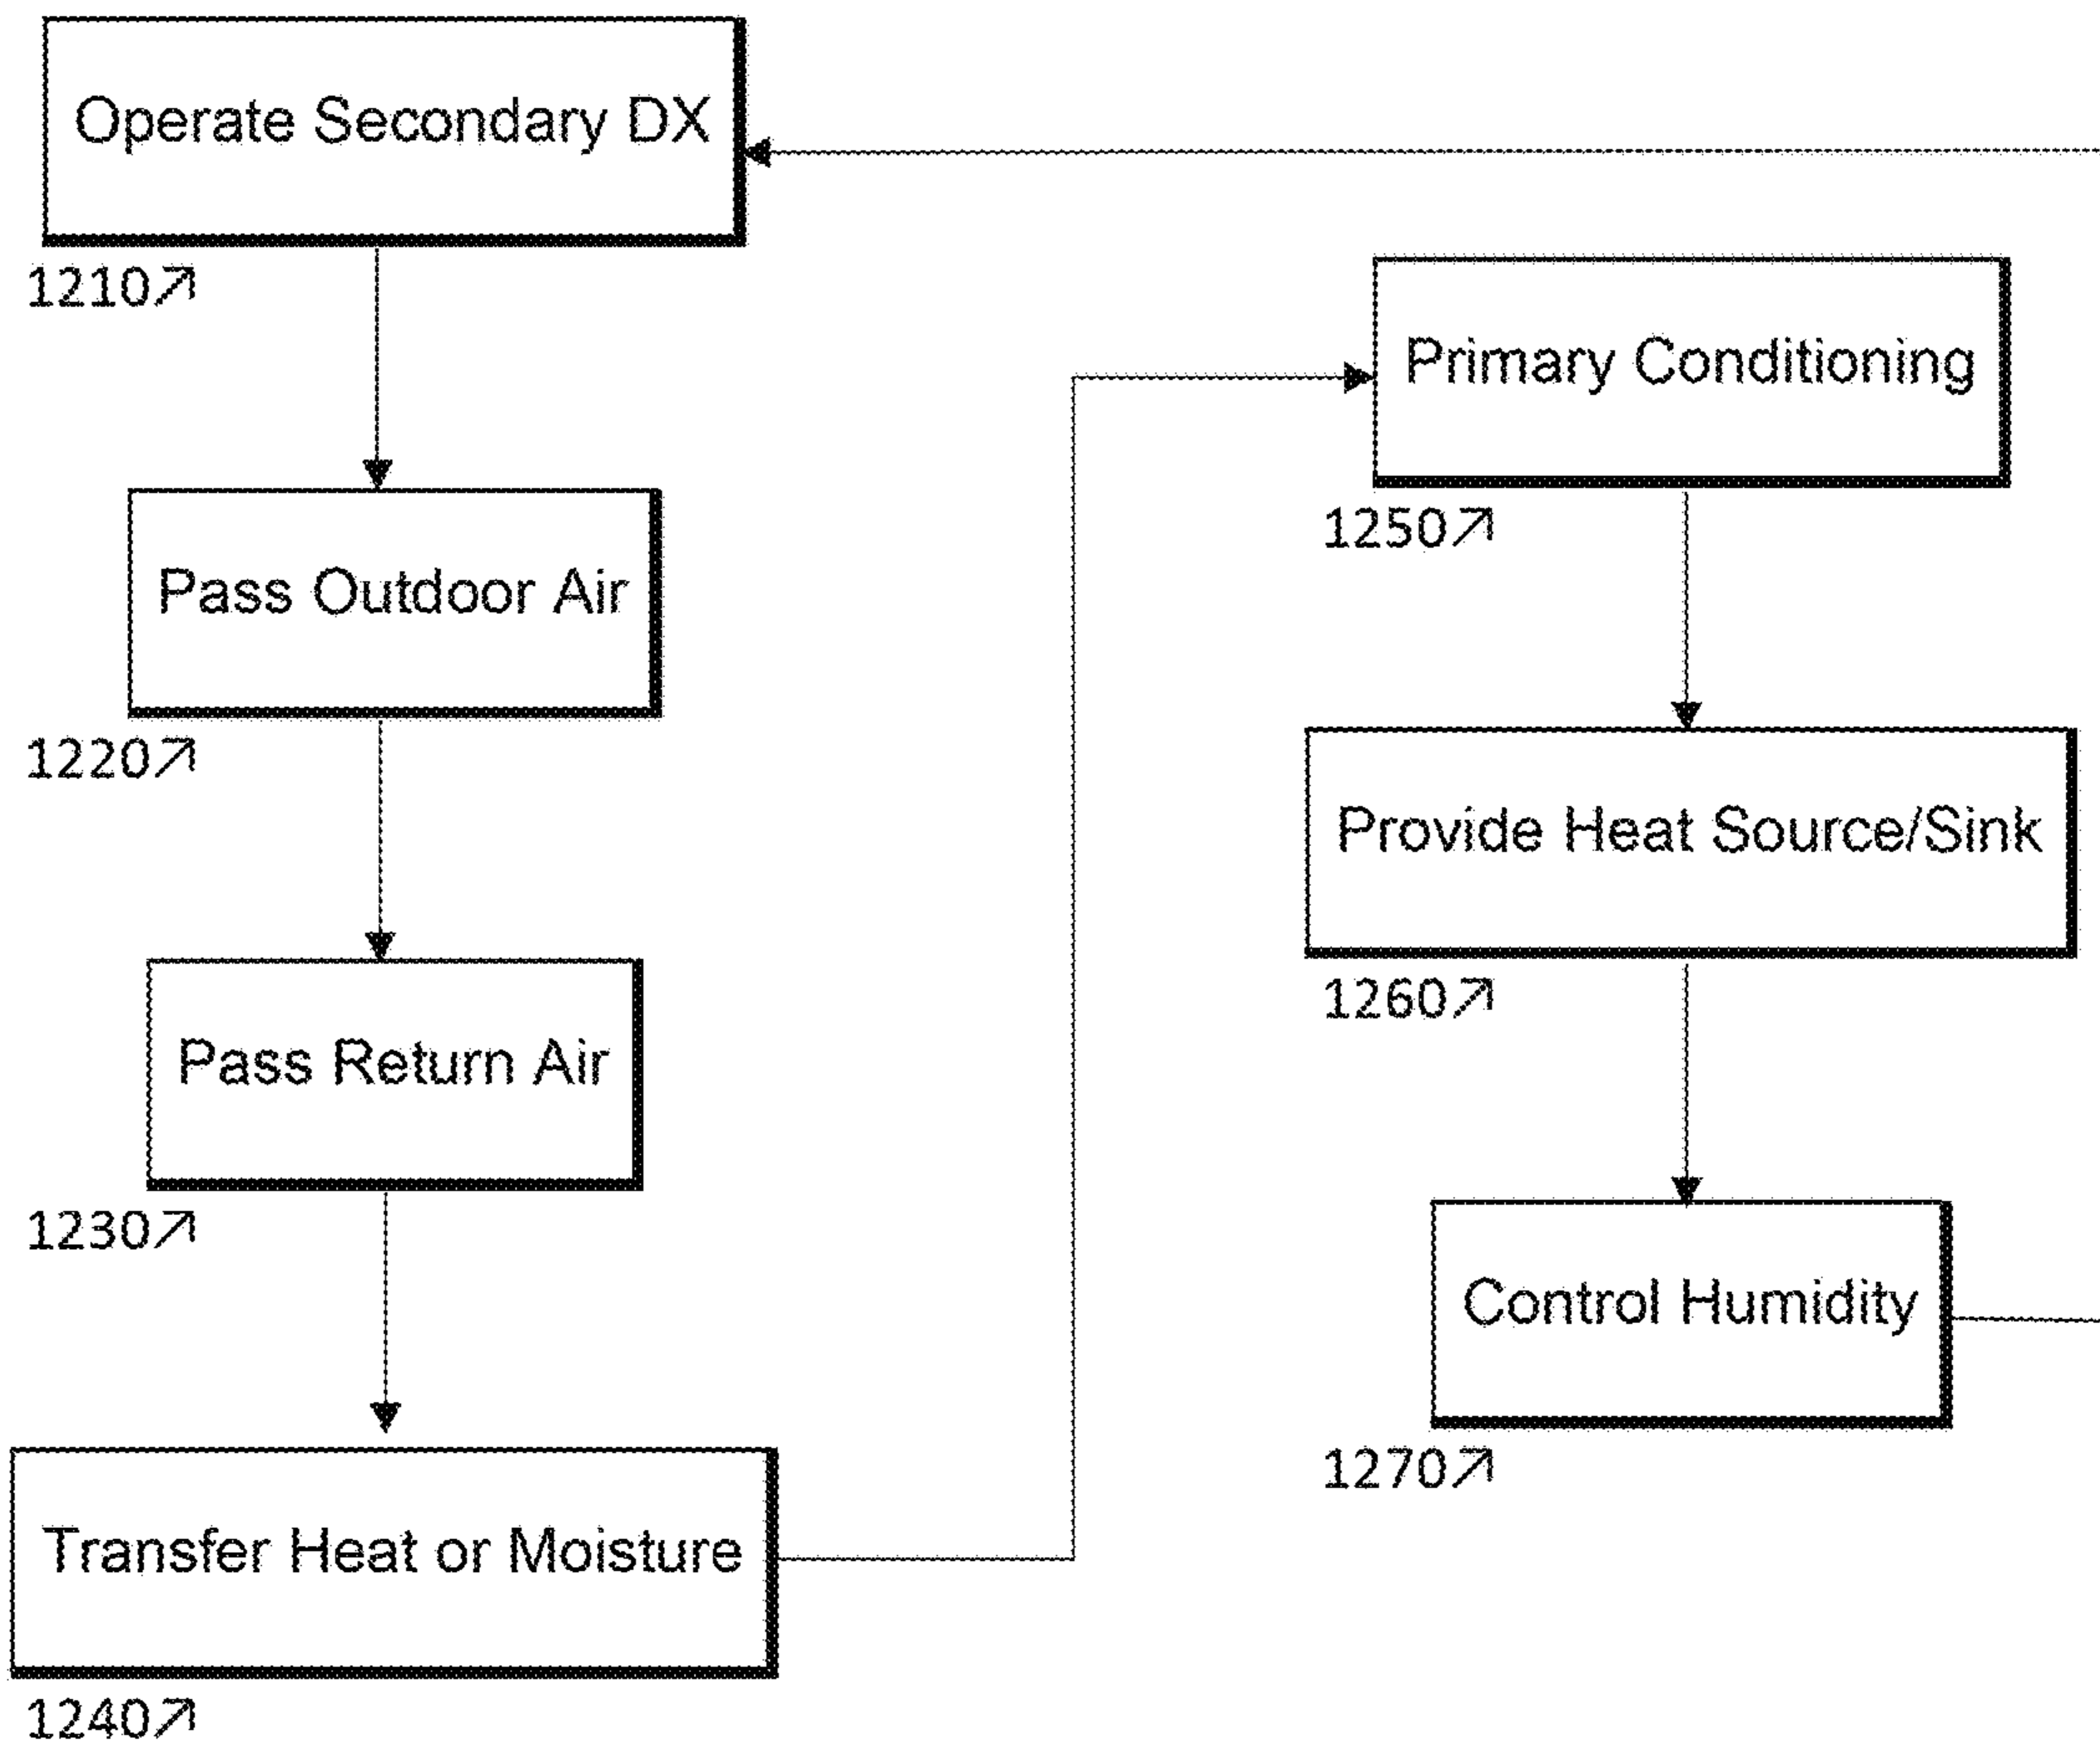 Operate Secondary DX
1210
Pass Outdoor Air
1220
Pass Return Air
1230
Transfer Heat or Moisture
1240
Primary Conditioning
1250
Provide Heat Source/Sink
1260
Control Humidity
1270